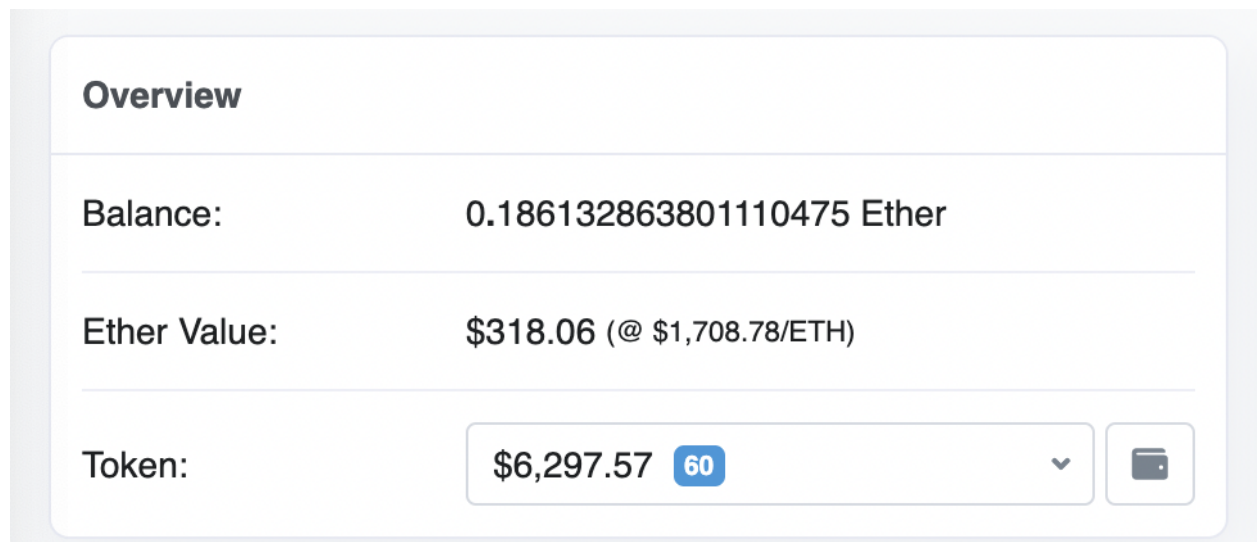 Overview
Balance: 0.186132863801110475 Ether
Ether Value: $318.06 (@ $1,708.78/ETH)
Token: $6,297.57 60